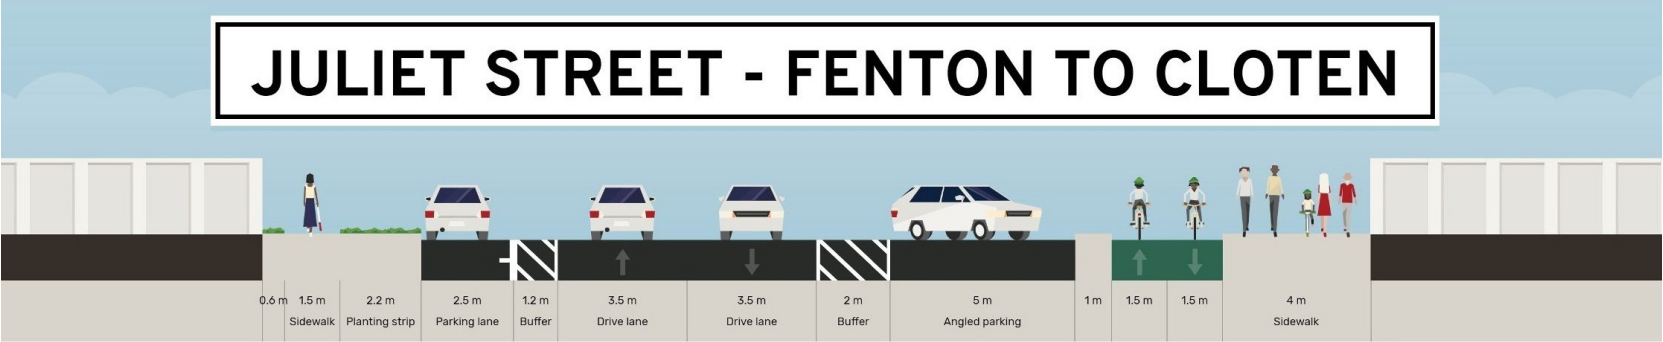 JULIET STREET - FENTON TO CLOTEN
0.6 m 1.5 m 2.2 m 2.5 m 1.2 m 3.5 m 3.5 m 2 m 5 m 1 m 1.5 m 1.5 m 4 m
Sidewalk Planting strip Parking lane Buffer Drive lane Drive lane Buffer Angled parking Sidewalk